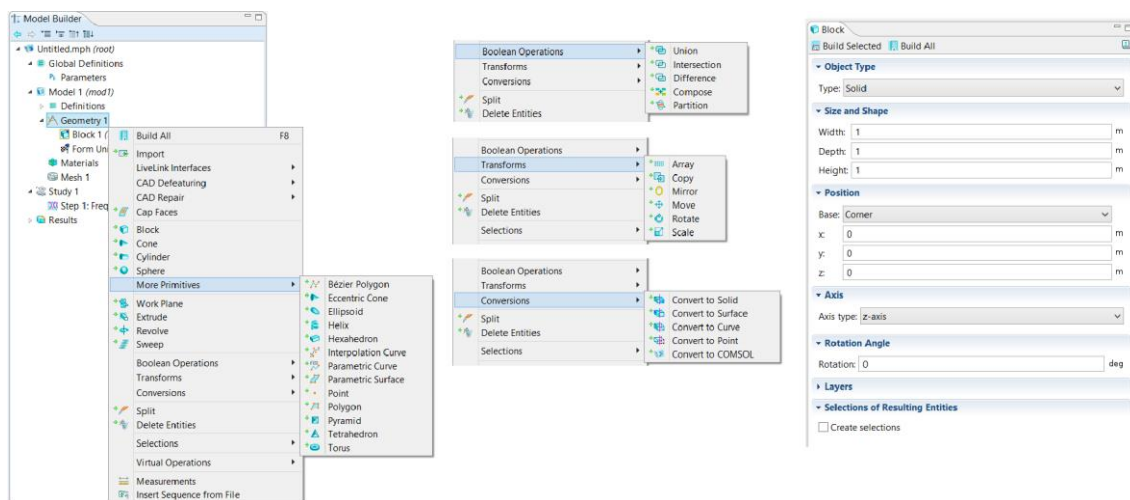 Model Builder
Untitled.mph (root)
Global Definitions
Parameters
Model 1 (mod1)
Definitions
Geometry 1
Block 1 (
Form Uni
Materials
Mesh 1
Study 1
Step 1: Freq
Results
Build All F8
Import
LiveLink Interfaces
CAD Defeaturing
CAD Repair
Cap Faces
Block
Cone
Cylinder
Sphere
More Primitives
Work Plane
Extrude
Revolve
Sweep
Boolean Operations
Transforms
Conversions
Split
Delete Entities
Selections
Virtual Operations
Measurements
Insert Sequence from File
Bézier Polygon
Eccentric Cone
Ellipsoid
Helix
Hexahedron
Interpolation Curve
Parametric Curve
Parametric Surface
Point
Polygon
Pyramid
Tetrahedron
Torus
Boolean Operations
Transforms
Conversions
Split
Delete Entities
Union
Intersection
Difference
Compose
Partition
Boolean Operations
Transforms
Conversions
Split
Delete Entities
Selections
Array
Copy
Mirror
Move
Rotate
Scale
Boolean Operations
Transforms
Conversions
Split
Delete Entities
Selections
Convert to Solid
Convert to Surface
Convert to Curve
Convert to Point
Convert to COMSOL
Block
Build Selected Build All
Object Type
Type: Solid
Size and Shape
Width: 1 m
Depth: 1 m
Height: 1 m
Position
Base: Corner
x: 0 m
y: 0 m
z: 0 m
Axis
Axis type: z-axis
Rotation Angle
Rotation: 0 deg
Layers
Selections of Resulting Entities
Create selections